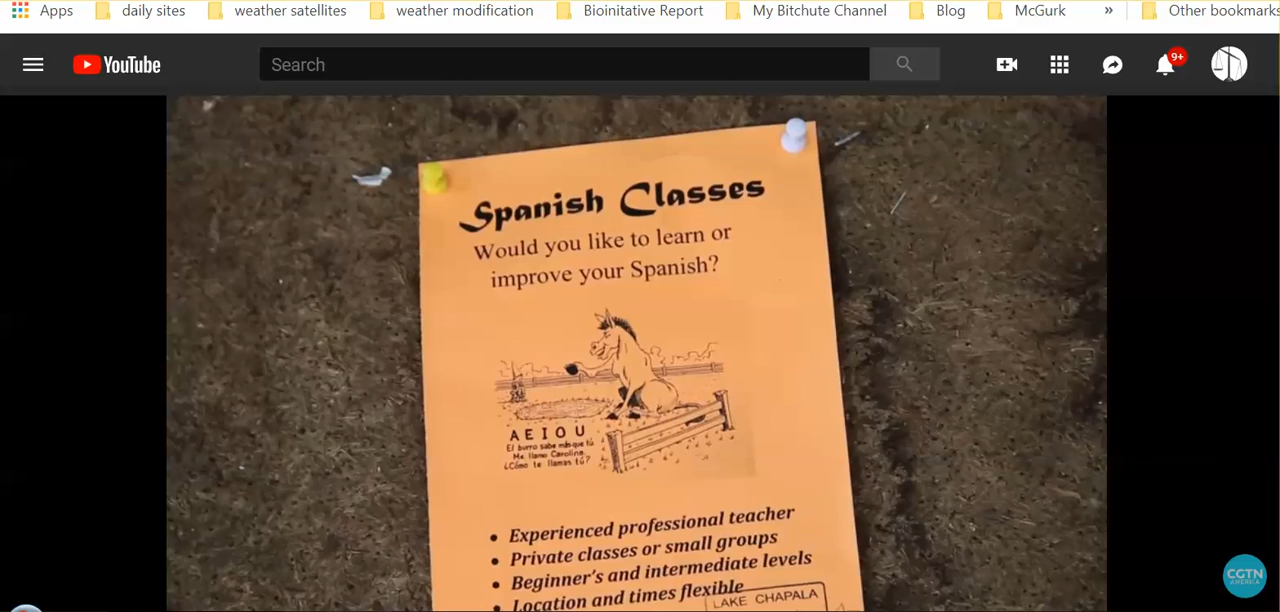 Apps daily sites weather satellites weather modification Bioinitative Report My Bitchute Channel Blog McGurk » Other bookmarks
YouTube Search 9+
Spanish Classes
Would you like to learn or
improve your Spanish?
A E I O U
El burro sabe más que tú
Me llamo Caroline
¿Cómo te llamas tú?
• Experienced professional teacher
• Private classes or small groups
• Beginner's and intermediate levels
• Location and times flexible
LAKE CHAPALA
CGTN
AMERICA